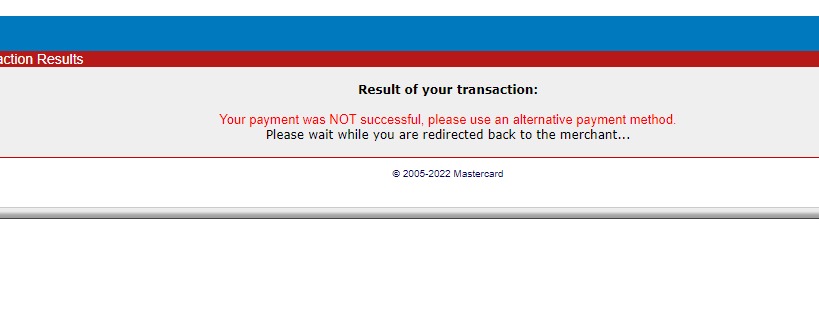 action Results
Result of your transaction:
Your payment was NOT successful, please use an alternative payment method.
Please wait while you are redirected back to the merchant...
© 2005-2022 Mastercard